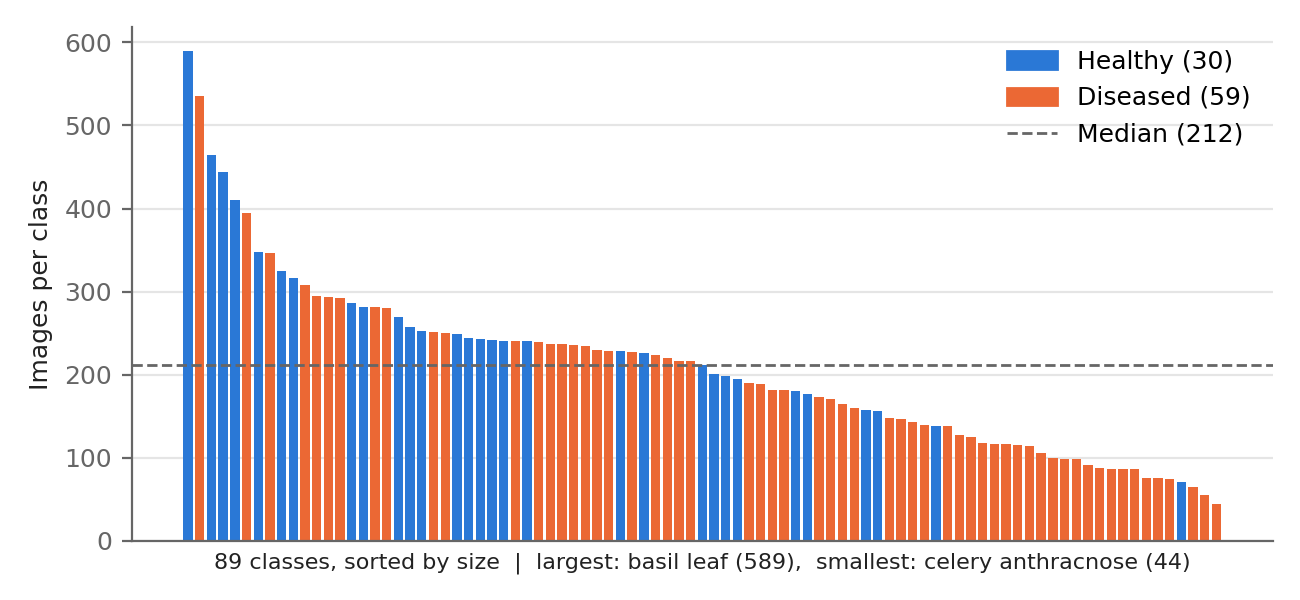 600
500
400
300
200
100
0
Images per class
Healthy (30)
Diseased (59)
Median (212)
89 classes, sorted by size | largest: basil leaf (589), smallest: celery anthracnose (44)